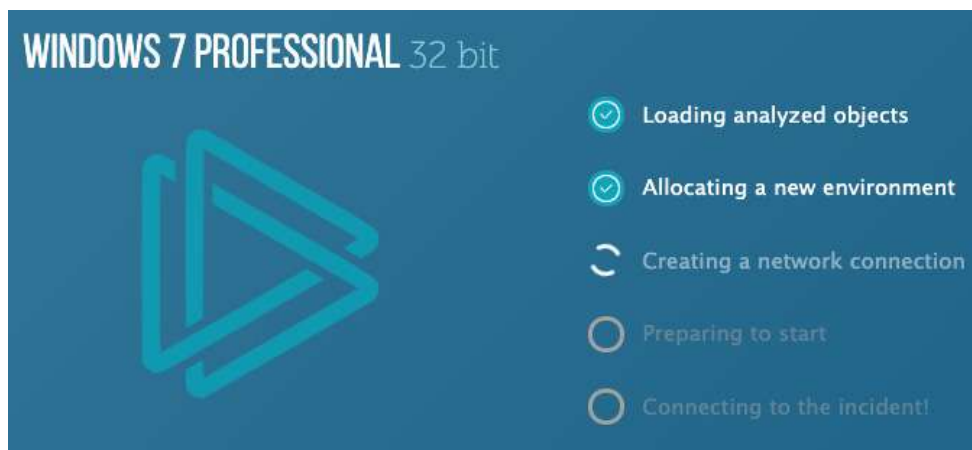 WINDOWS 7 PROFESSIONAL 32 bit
Loading analyzed objects
Allocating a new environment
Creating a network connection
Preparing to start
Connecting to the incident!